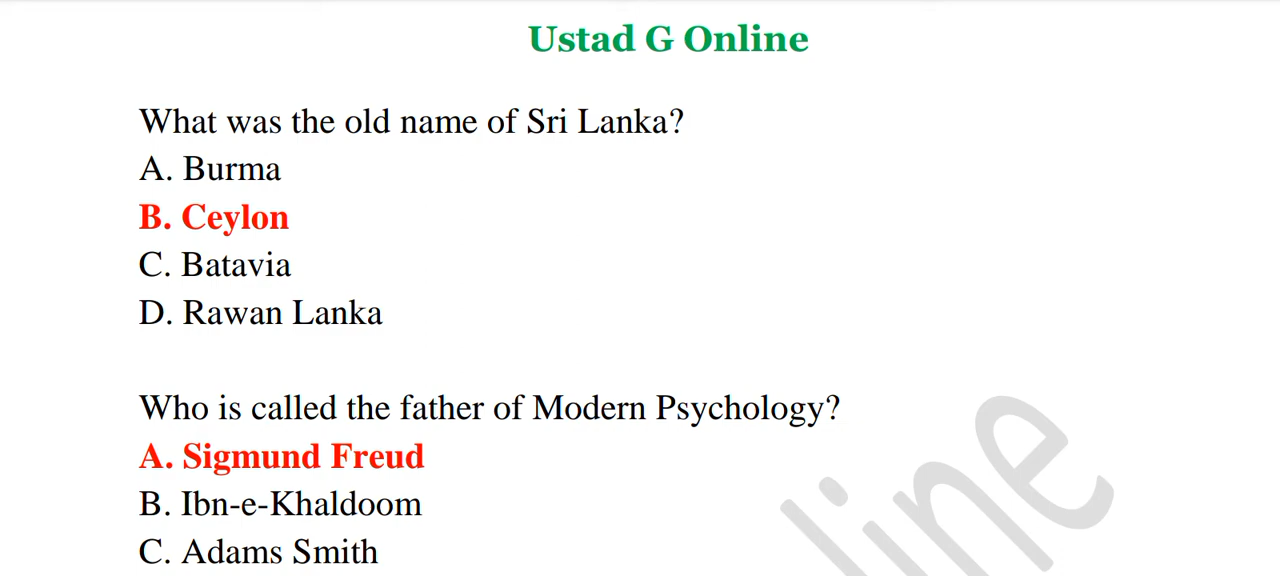 Ustad G Online
What was the old name of Sri Lanka?
A. Burma
B. Ceylon
C. Batavia
D. Rawan Lanka
Who is called the father of Modern Psychology?
A. Sigmund Freud
B. Ibn-e-Khaldoom
C. Adams Smith
line